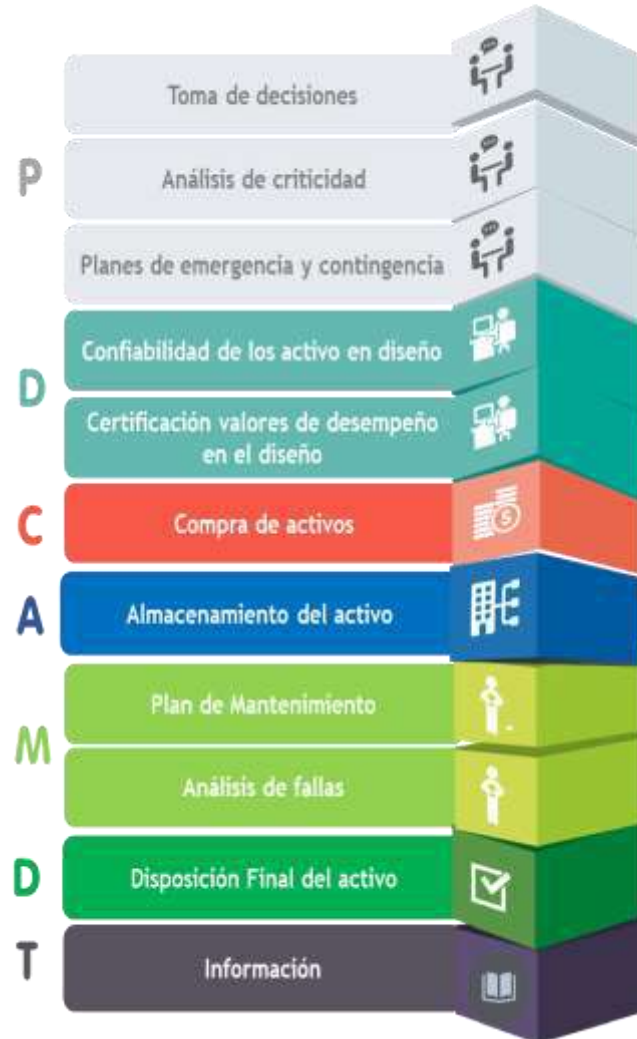 Toma de decisiones
P
Análisis de criticidad
Planes de emergencia y contingencia
D
Confiabilidad de los activo en diseño
Certificación valores de desempeño
en el diseño
C
Compra de activos
$
A
Almacenamiento del activo
M
Plan de Mantenimiento
Análisis de fallas
D
Disposición Final del activo
T
Información